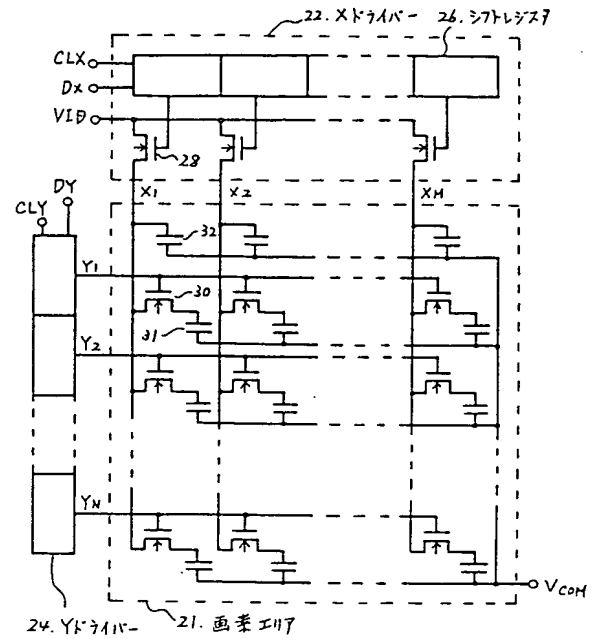 22. Xドライバー 26. シフトレジスタ
CLX
DX
VID
28
X1 X2 XM
DY
CLY
32
Y1
30
31
Y2
YN
VCOM
24. Yドライバー
21. 画素エリア